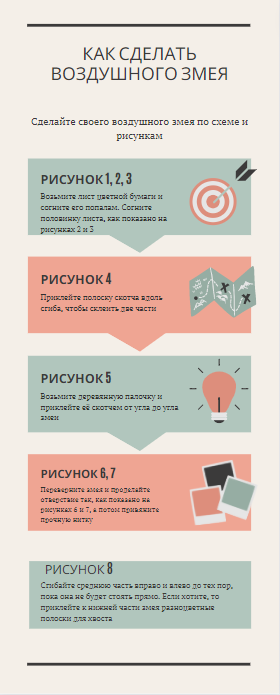 КАК СДЕЛАТЬ
ВОЗДУШНОГО ЗМЕЯ
Сделайте своего воздушного змея по схеме и
рисункам
РИСУНОК 1, 2, 3
Возьмите лист цветной бумаги и
согните его попалам. Согните
половинку листа, как показано на
рисунках 2 и 3
РИСУНОК 4
Приклейте полоску скотча вдоль
сгиба, чтобы склеить две части
РИСУНОК 5
Возьмите деревянную палочку и
приклейте её скотчем от угла до угла
змеи
РИСУНОК 6, 7
Переверните змея и проделайте
отверстие так, как показано на
рисунках 6 и 7, а потом привяжите
прочную нитку
РИСУНОК 8
Сгибайте среднюю часть вправо и влево до тех пор,
пока она не будет стоять прямо. Если хотите, то
приклейте к нижней части змея разноцветные
полоски для хвоста